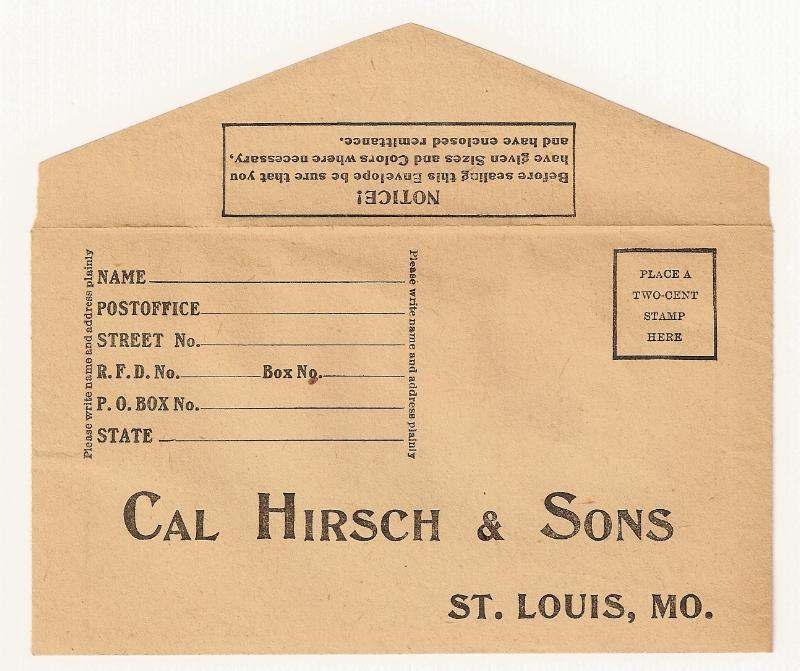 NOTICE!
Before sealing this Envelope be sure that you
have given Sizes and Colors where necessary,
and have enclosed remittance.
Please write name and address plainly
NAME
POSTOFFICE
STREET No.
R. F. D. No. Box No.
P. O. BOX No.
STATE
Please write name and address plainly
PLACE A
TWO-CENT
STAMP
HERE
CAL HIRSCH & SONS
ST. LOUIS, MO.